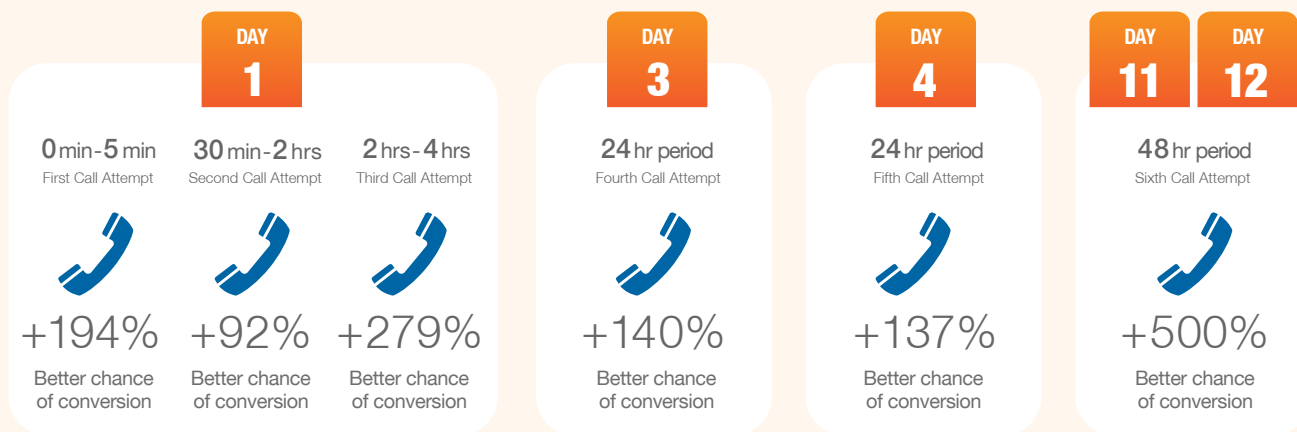 DAY
1
0 min - 5 min
First Call Attempt
+194%
Better chance
of conversion
30 min - 2 hrs
Second Call Attempt
+92%
Better chance
of conversion
2 hrs - 4 hrs
Third Call Attempt
+279%
Better chance
of conversion
DAY
3
24 hr period
Fourth Call Attempt
+140%
Better chance
of conversion
DAY
4
24 hr period
Fifth Call Attempt
+137%
Better chance
of conversion
DAY
11
DAY
12
48 hr period
Sixth Call Attempt
+500%
Better chance
of conversion